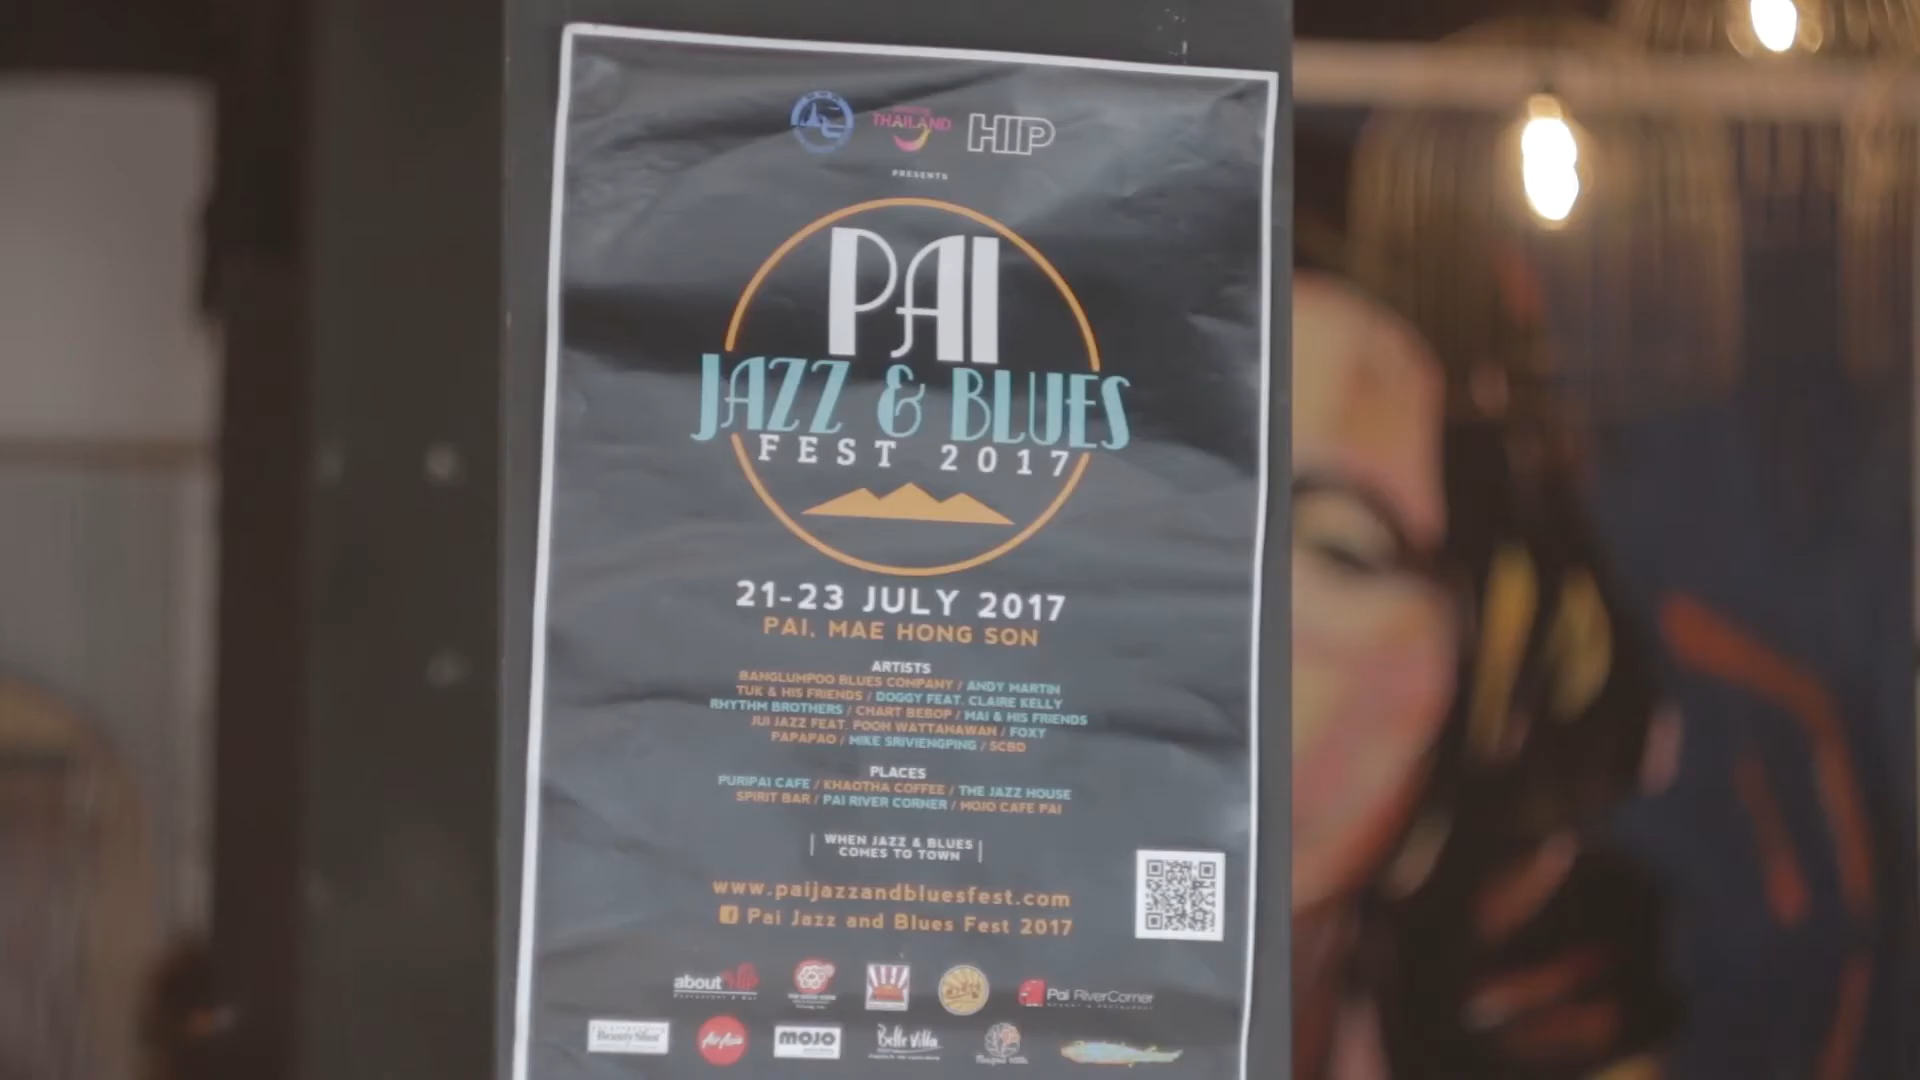 THAILAND HIP
PRESENTS
PAI
JAZZ & BLUES
FEST 2017
21-23 JULY 2017
PAI, MAE HONG SON
ARTISTS
BANGLUMPOO BLUES COMPANY / ANDY MARTIN
TUK & HIS FRIENDS / DOGGY FEAT. CLAIRE KELLY
RHYTHM BROTHERS / CHART BEBOP / MAI & HIS FRIENDS
JUI JAZZ FEAT. POOH WATTANAWAN / FOXY
PAPAPAO / MIKE SRIVIENGPING / SCBD
PLACES
PURIPAI CAFE / KHAOTHA COFFEE / THE JAZZ HOUSE
SPIRIT BAR / PAI RIVER CORNER / MOJO CAFE PAI
WHEN JAZZ & BLUES
COMES TO TOWN
www.paijazzandbluesfest.com
f Pai Jazz and Blues Fest 2017
about Pai RiverCorner
Beauty Shot AirAsia MOJO Belle Villa